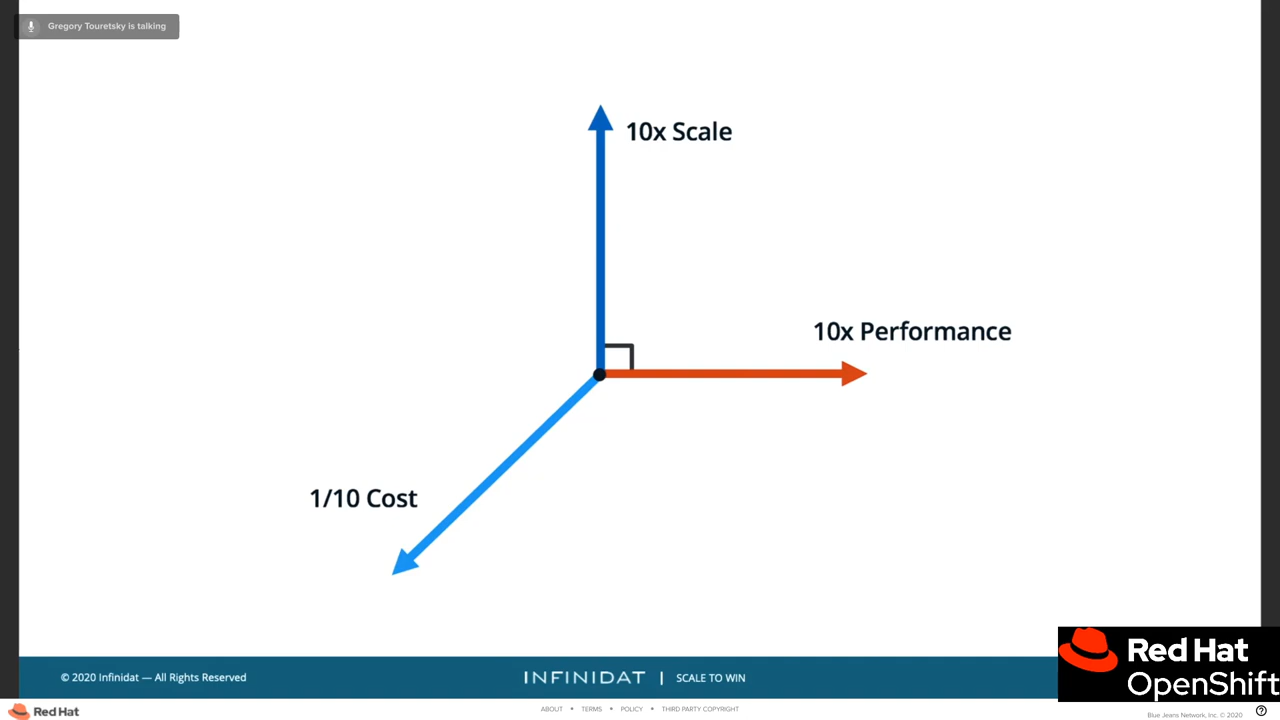 Gregory Touretsky is talking
10x Scale
10x Performance
1/10 Cost
© 2020 Infinidat — All Rights Reserved
INFINIDAT | SCALE TO WIN
Red Hat
OpenShift
Red Hat
ABOUT • TERMS • POLICY • THIRD PARTY COPYRIGHT
Blue Jeans Network, Inc. © 2020
?